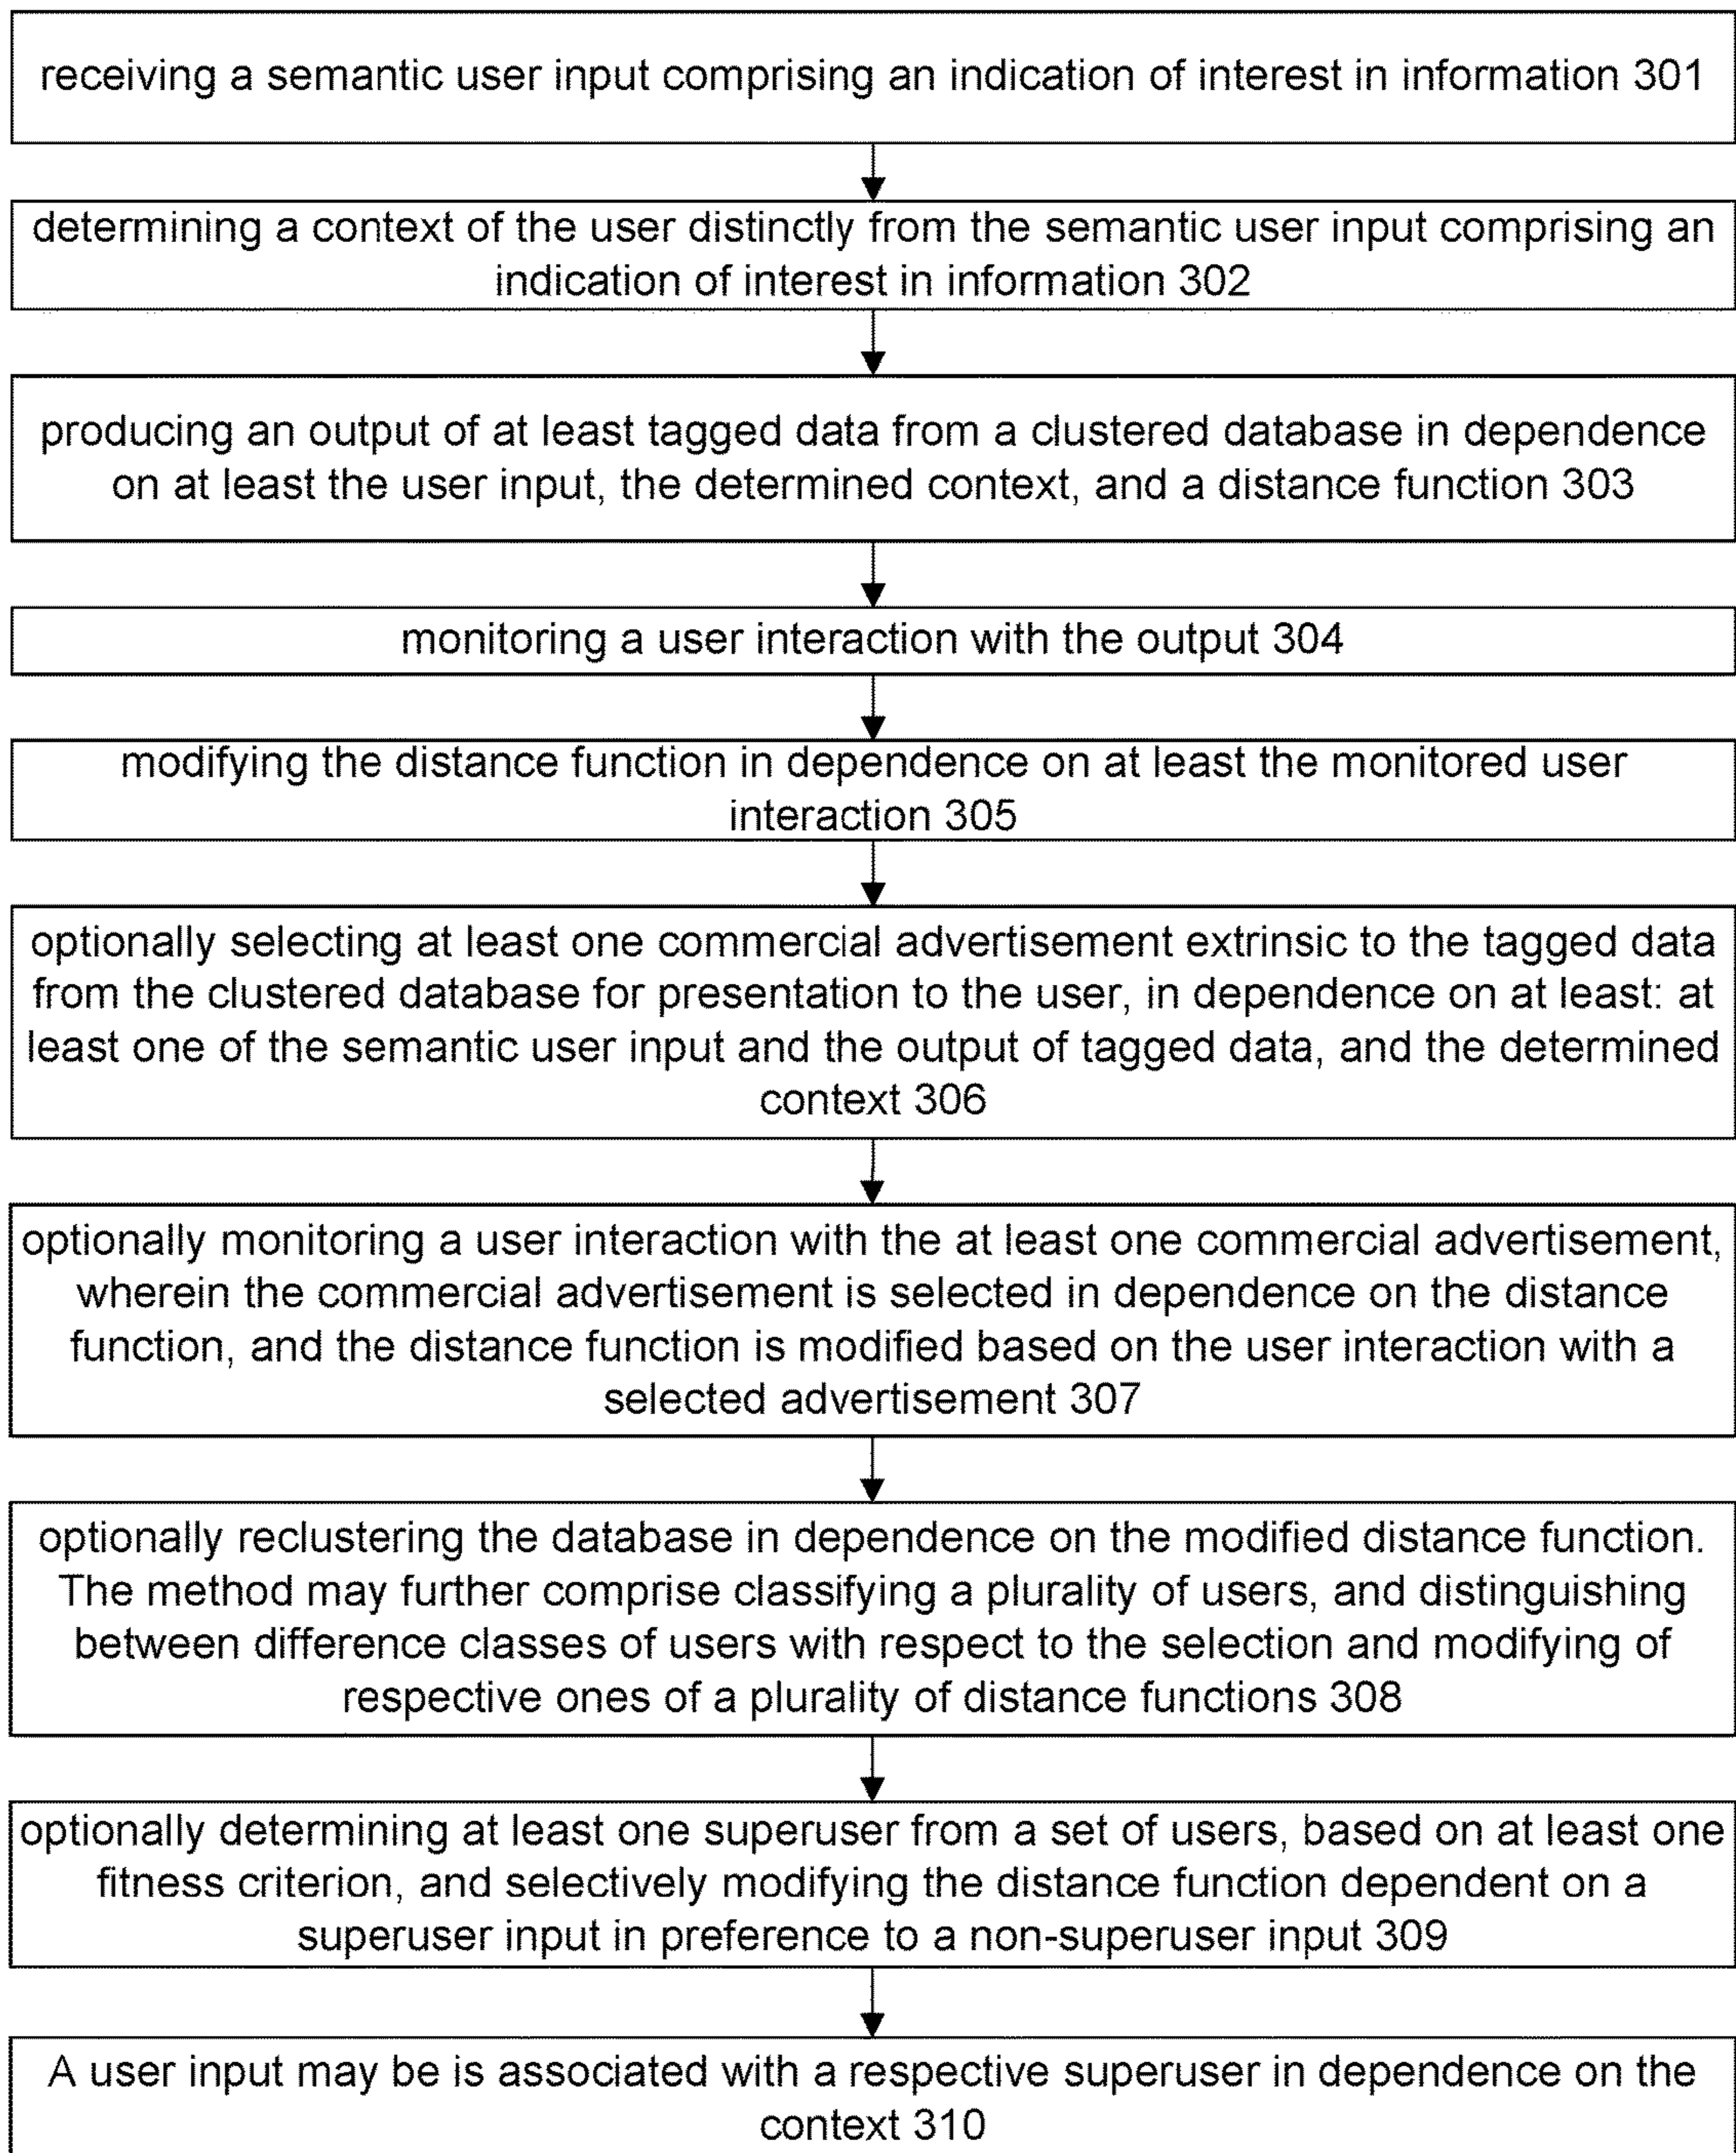 receiving a semantic user input comprising an indication of interest in information 301
determining a context of the user distinctly from the semantic user input comprising an
indication of interest in information 302
producing an output of at least tagged data from a clustered database in dependence
on at least the user input, the determined context, and a distance function 303
monitoring a user interaction with the output 304
modifying the distance function in dependence on at least the monitored user
interaction 305
optionally selecting at least one commercial advertisement extrinsic to the tagged data
from the clustered database for presentation to the user, in dependence on at least: at
least one of the semantic user input and the output of tagged data, and the determined
context 306
optionally monitoring a user interaction with the at least one commercial advertisement,
wherein the commercial advertisement is selected in dependence on the distance
function, and the distance function is modified based on the user interaction with a
selected advertisement 307
optionally reclustering the database in dependence on the modified distance function.
The method may further comprise classifying a plurality of users, and distinguishing
between difference classes of users with respect to the selection and modifying of
respective ones of a plurality of distance functions 308
optionally determining at least one superuser from a set of users, based on at least one
fitness criterion, and selectively modifying the distance function dependent on a
superuser input in preference to a non-superuser input 309
A user input may be is associated with a respective superuser in dependence on the
context 310